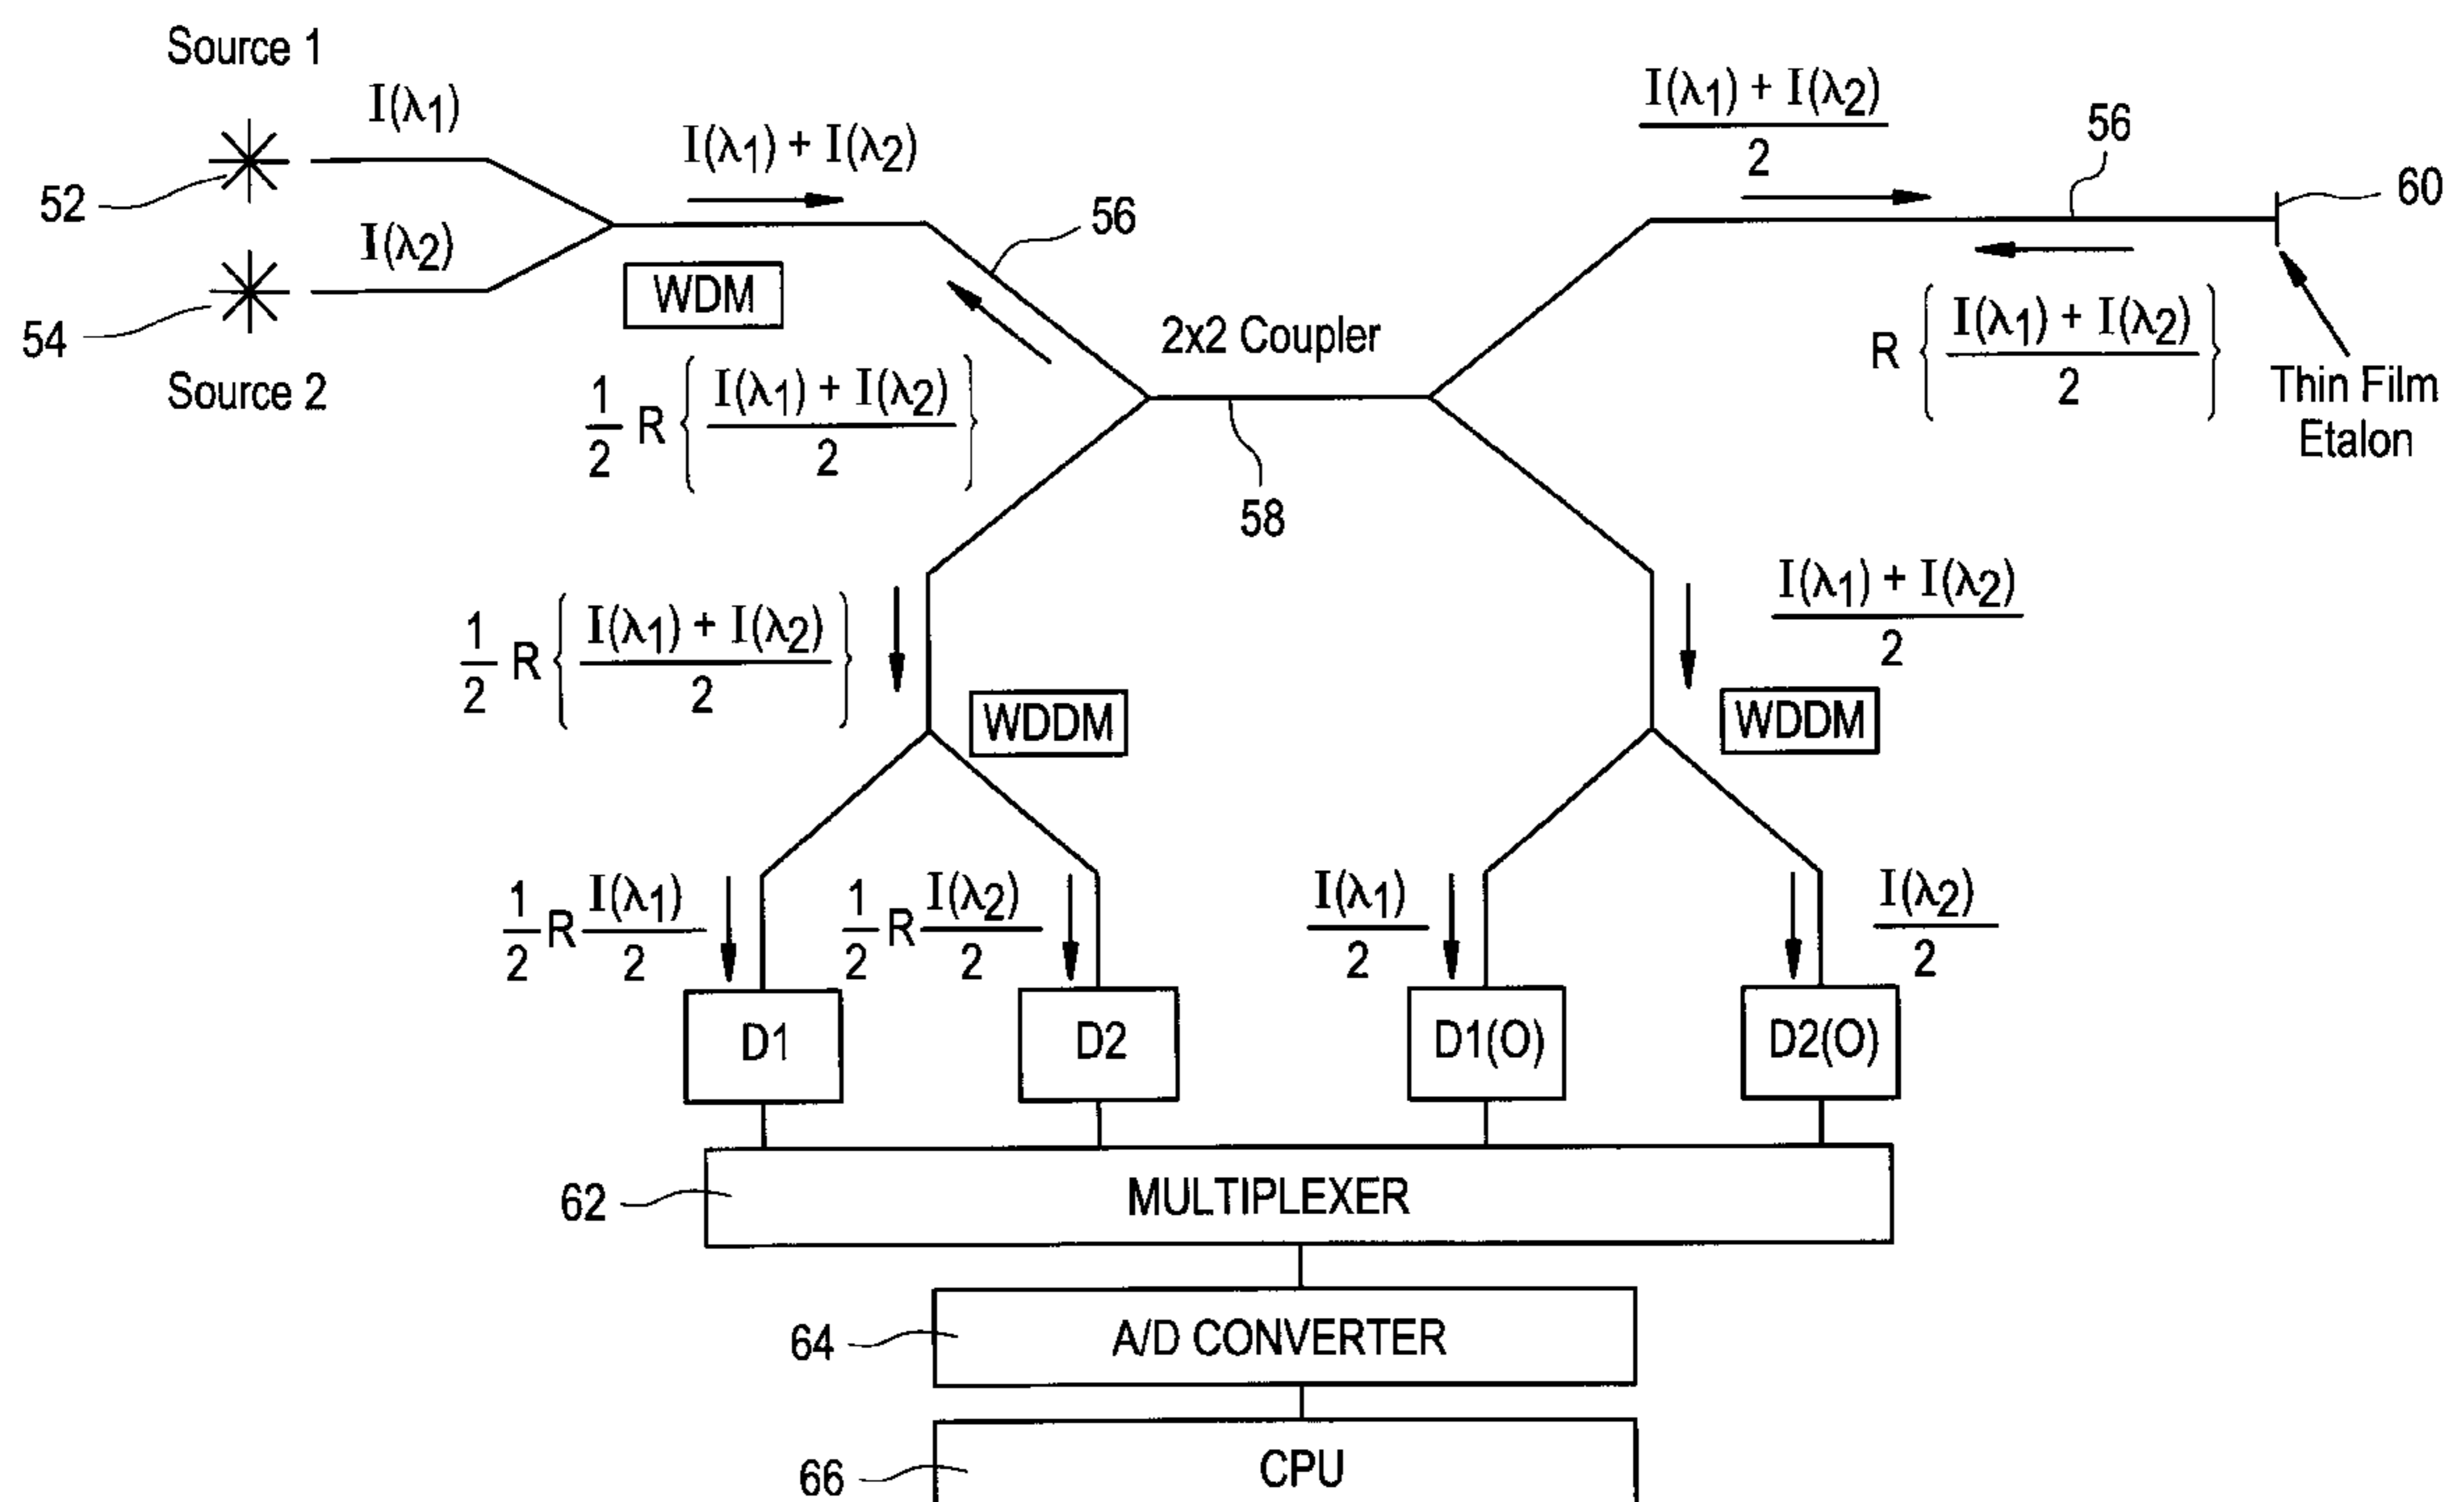 Source 1
I(λ1)
52
I(λ2)
54
Source 2
I(λ1) + I(λ2)
WDM
56
1/2 R { I(λ1) + I(λ2) / 2 }
2x2 Coupler
58
I(λ1) + I(λ2) / 2
56
60
R { I(λ1) + I(λ2) / 2 }
Thin Film
Etalon
1/2 R { I(λ1) + I(λ2) / 2 }
WDDM
I(λ1) + I(λ2) / 2
WDDM
1/2 R I(λ1)/2
1/2 R I(λ2)/2
I(λ1)/2
I(λ2)/2
D1
D2
D1(O)
D2(O)
62
MULTIPLEXER
64
A/D CONVERTER
66
CPU